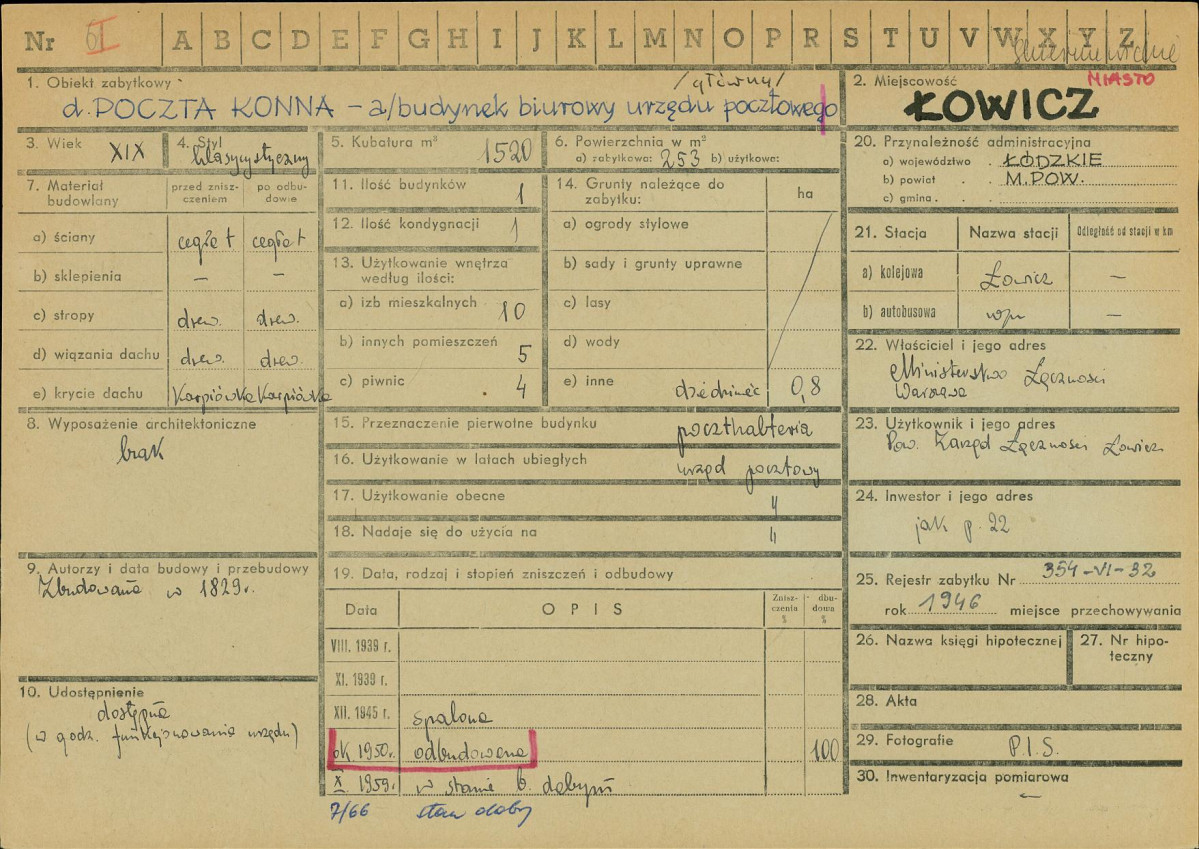 Nr 61 A B C D E F G H I J K L M N O P R S T U V W X Y Z
1. Obiekt zabytkowy /główny/
d. POCZTA KONNA – a/budynek biurowy urzędu pocztowego
2. Miejscowość MIASTO
ŁOWICZ
3. Wiek XIX
4. Styl klasycystyczny
5. Kubatura m³ 1520
6. Powierzchnia w m²
a) zabytkowa: 253 b) użytkowa:
7. Materiał budowlany
przed zniszczeniem
po odbudowie
a) ściany cegła t cegła t
b) sklepienia – –
c) stropy drew. drew.
d) wiązania dachu drew. drew.
e) krycie dachu Karpiówka Karpiówka
8. Wyposażenie architektoniczne
brak
9. Autorzy i data budowy i przebudowy
Zbudowana w 1829 r.
10. Udostępnienie
dostępna
(w godz. funkcjonowania urzędu)
11. Ilość budynków 1
12. Ilość kondygnacji 1
13. Użytkowanie wnętrza
według ilości:
a) izb mieszkalnych 10
b) innych pomieszczeń 5
c) piwnic 4
14. Grunty należące do
zabytku: ha
a) ogrody stylowe
b) sady i grunty uprawne
c) lasy
d) wody
e) inne dziedziniec 0,8
15. Przeznaczenie pierwotne budynku poczthalteria
16. Użytkowanie w latach ubiegłych urząd pocztowy
17. Użytkowanie obecne "
18. Nadaje się do użycia na "
19. Data, rodzaj i stopień zniszczeń i odbudowy
Data OPIS Zniszczenia % odbudowa %
VIII. 1939 r.
XI. 1939 r.
XII. 1945 r. spalona
ok 1950 r. odbudowana 100
X 1959 r. w stanie b. dobrym
7/66 stan dobry
20. Przynależność administracyjna
a) województwo . ŁÓDZKIE
b) powiat . . M. POW.
c) gmina . .
21. Stacja Nazwa stacji Odległość od stacji w km
a) kolejowa Łowicz –
b) autobusowa –
22. Właściciel i jego adres
Ministerstwo Łączności
Warszawa
23. Użytkownik i jego adres
Pow. Zarząd Łączności Łowicz
24. Inwestor i jego adres
jak p. 22
25. Rejestr zabytku Nr 354-VI-32
rok 1946 miejsce przechowywania
26. Nazwa księgi hipotecznej
27. Nr hipoteczny
28. Akta
29. Fotografie P.I.S.
30. Inwentaryzacja pomiarowa
–